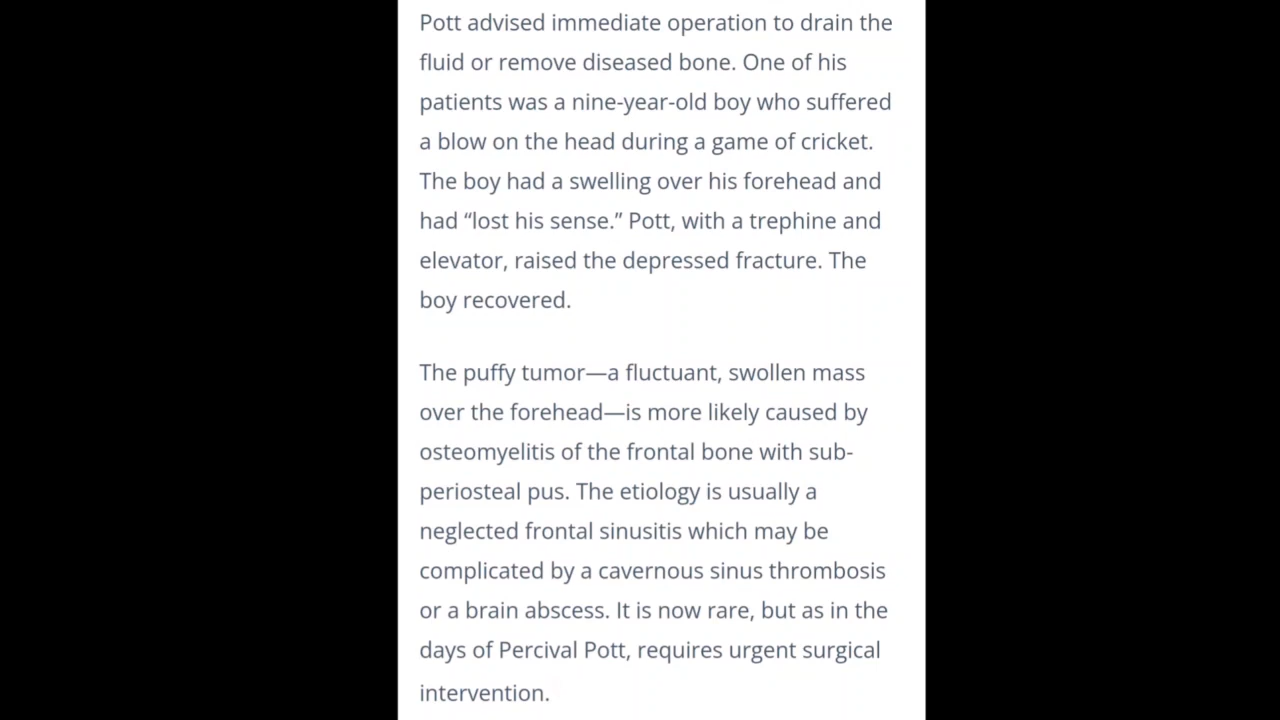 Pott advised immediate operation to drain the
fluid or remove diseased bone. One of his
patients was a nine-year-old boy who suffered
a blow on the head during a game of cricket.
The boy had a swelling over his forehead and
had “lost his sense.” Pott, with a trephine and
elevator, raised the depressed fracture. The
boy recovered.
The puffy tumor—a fluctuant, swollen mass
over the forehead—is more likely caused by
osteomyelitis of the frontal bone with sub-
periosteal pus. The etiology is usually a
neglected frontal sinusitis which may be
complicated by a cavernous sinus thrombosis
or a brain abscess. It is now rare, but as in the
days of Percival Pott, requires urgent surgical
intervention.